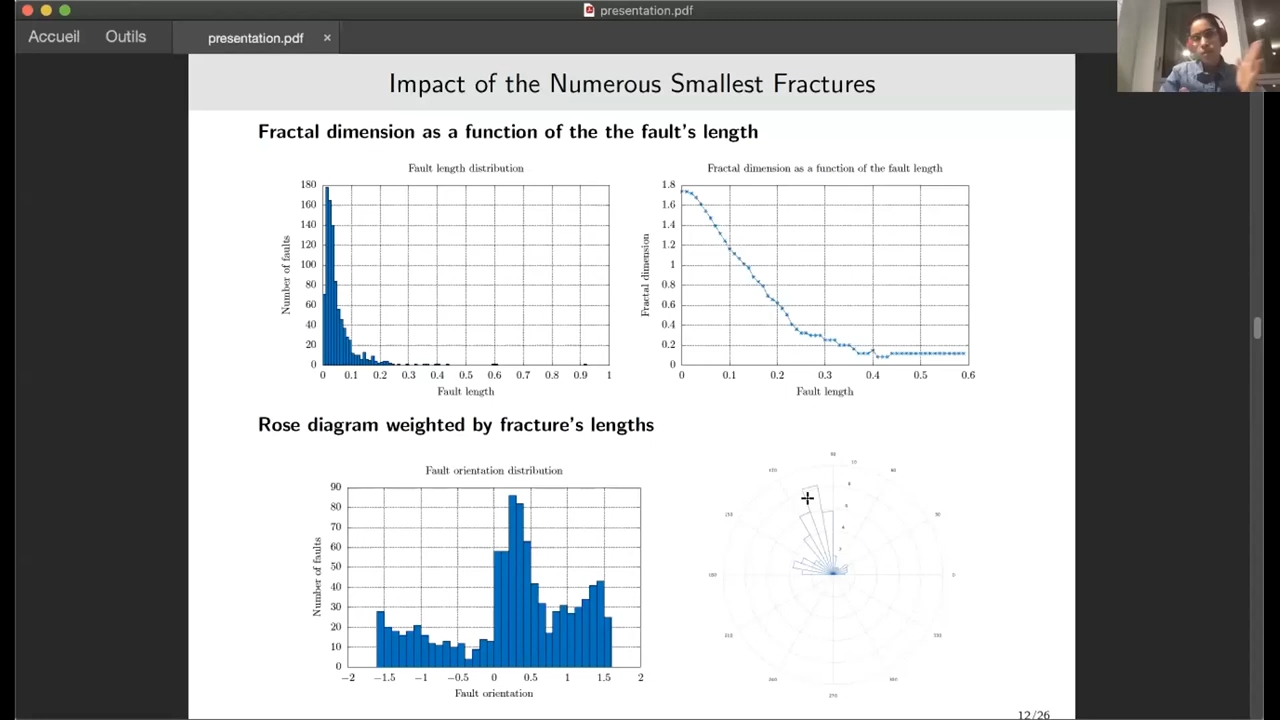 presentation.pdf
Accueil Outils presentation.pdf ×
Impact of the Numerous Smallest Fractures
Fractal dimension as a function of the the fault's length
Fault length distribution
Number of faults
180
160
140
120
100
80
60
40
20
0
0 0.1 0.2 0.3 0.4 0.5 0.6 0.7 0.8 0.9 1
Fault length
Fractal dimension as a function of the fault length
Fractal dimension
1.8
1.6
1.4
1.2
1
0.8
0.6
0.4
0.2
0
0 0.1 0.2 0.3 0.4 0.5 0.6
Fault length
Rose diagram weighted by fracture's lengths
Fault orientation distribution
Number of faults
90
80
70
60
50
40
30
20
10
0
−2 −1.5 −1 −0.5 0 0.5 1 1.5 2
Fault orientation
12/26